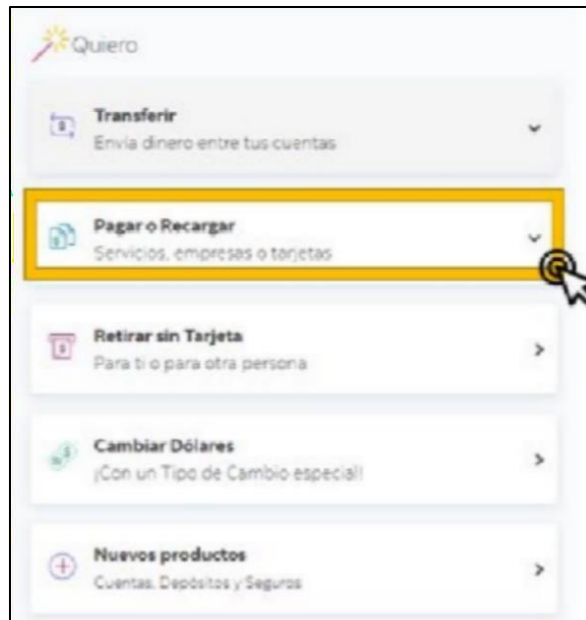 Quiero
Transferir
Envía dinero entre tus cuentas
Pagar o Recargar
Servicios, empresas o tarjetas
Retirar sin Tarjeta
Para ti o para otra persona
Cambiar Dólares
¡Con un Tipo de Cambio especial!
Nuevos productos
Cuentas, Depósitos y Seguros